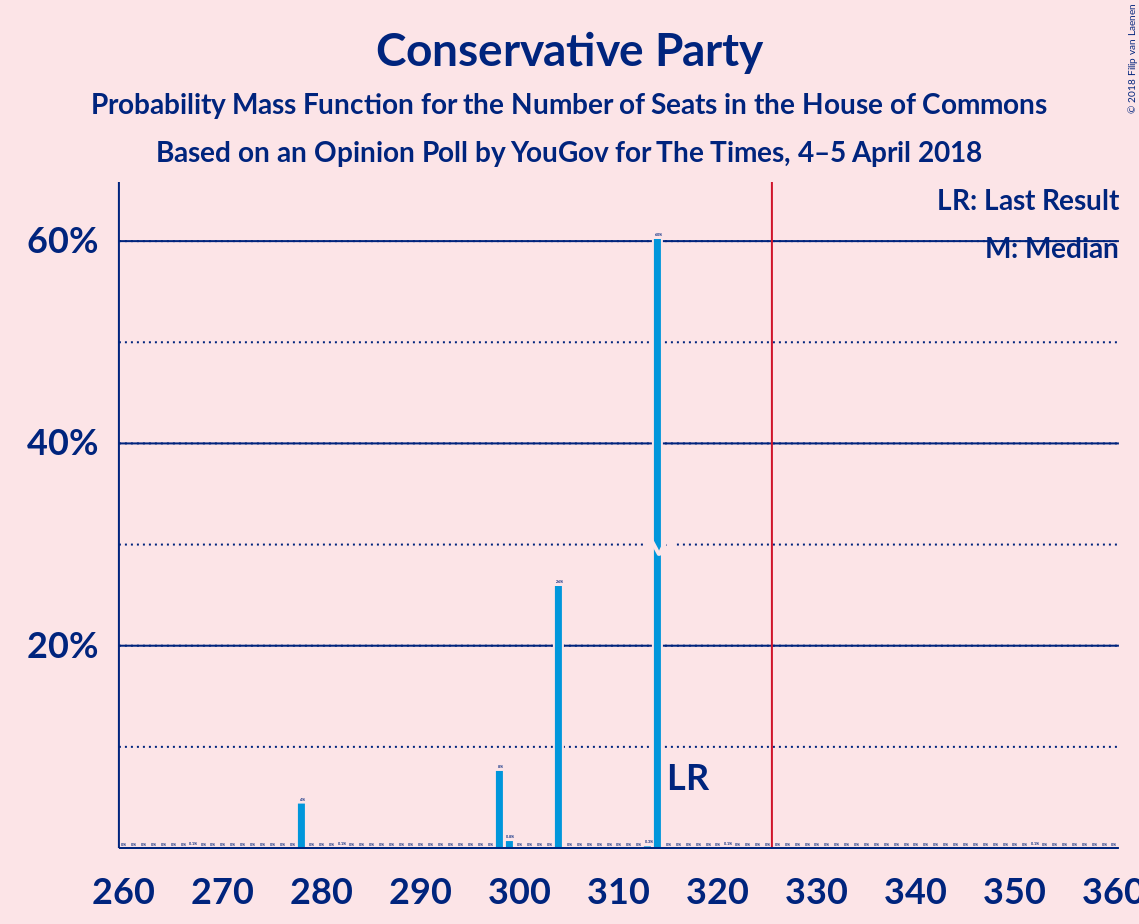 Conservative Party
Probability Mass Function for the Number of Seats in the House of Commons
Based on an Opinion Poll by YouGov for The Times, 4–5 April 2018
© 2018 Filip van Laenen
LR: Last Result
M: Median
60%
40%
20%
M
LR
260 270 280 290 300 310 320 330 340 350 360